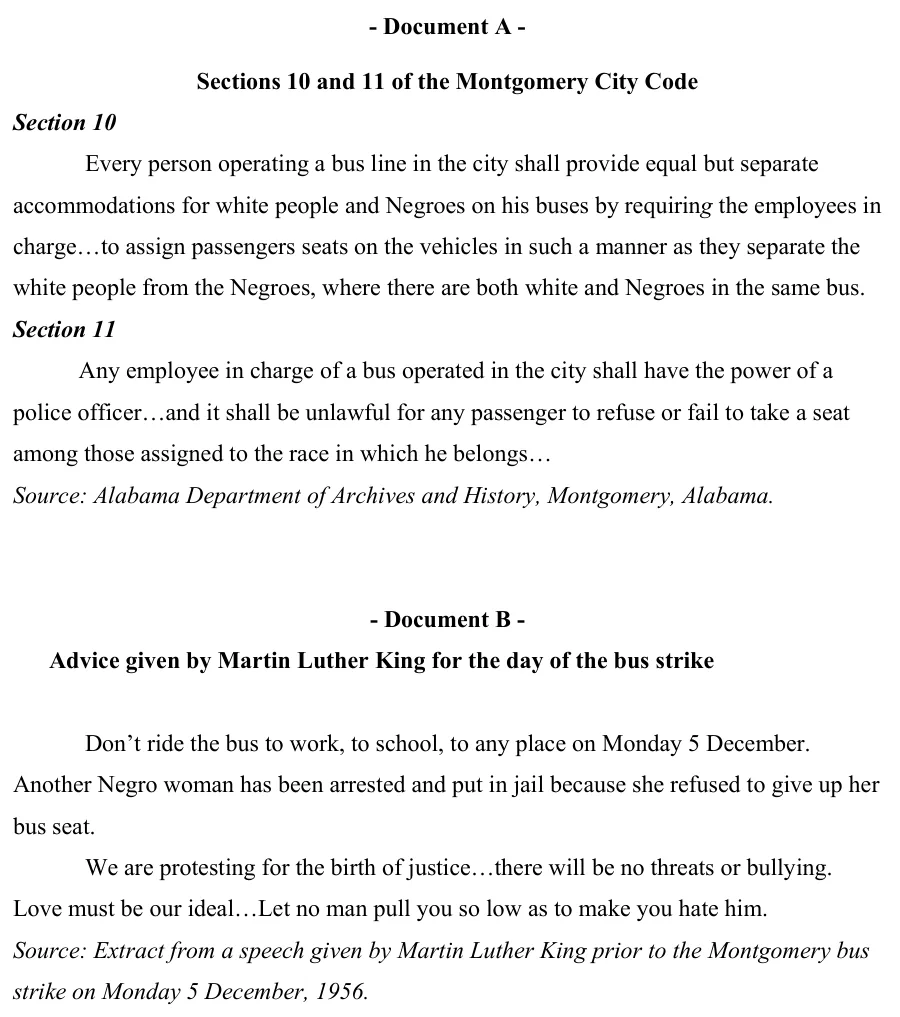 - Document A -
Sections 10 and 11 of the Montgomery City Code
Section 10
Every person operating a bus line in the city shall provide equal but separate
accommodations for white people and Negroes on his buses by requiring the employees in
charge…to assign passengers seats on the vehicles in such a manner as they separate the
white people from the Negroes, where there are both white and Negroes in the same bus.
Section 11
Any employee in charge of a bus operated in the city shall have the power of a
police officer…and it shall be unlawful for any passenger to refuse or fail to take a seat
among those assigned to the race in which he belongs…
Source: Alabama Department of Archives and History, Montgomery, Alabama.
- Document B -
Advice given by Martin Luther King for the day of the bus strike
Don’t ride the bus to work, to school, to any place on Monday 5 December.
Another Negro woman has been arrested and put in jail because she refused to give up her
bus seat.
We are protesting for the birth of justice…there will be no threats or bullying.
Love must be our ideal…Let no man pull you so low as to make you hate him.
Source: Extract from a speech given by Martin Luther King prior to the Montgomery bus
strike on Monday 5 December, 1956.